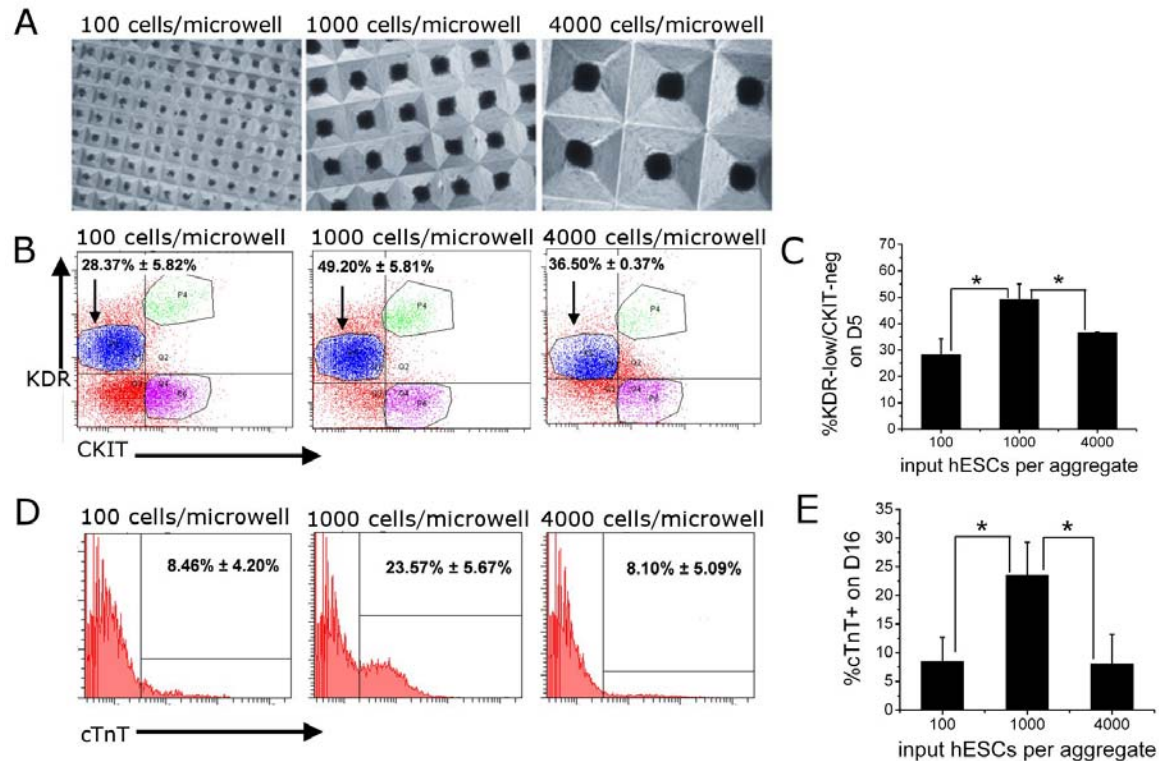 A
100 cells/microwell 1000 cells/microwell 4000 cells/microwell
B
100 cells/microwell 1000 cells/microwell 4000 cells/microwell
28.37% ± 5.82% 49.20% ± 5.81% 36.50% ± 0.37%
P4 P4 P4
Q2 Q2 Q2
Q4
P6
KDR
CKIT
C
%KDR-low/CKIT-neg
on D5
70
60
50
40
30
20
10
0
* *
100 1000 4000
input hESCs per aggregate
D
100 cells/microwell 1000 cells/microwell 4000 cells/microwell
8.46% ± 4.20% 23.57% ± 5.67% 8.10% ± 5.09%
cTnT
E
%cTnT+ on D16
35
30
25
20
15
10
5
0
* *
100 1000 4000
input hESCs per aggregate